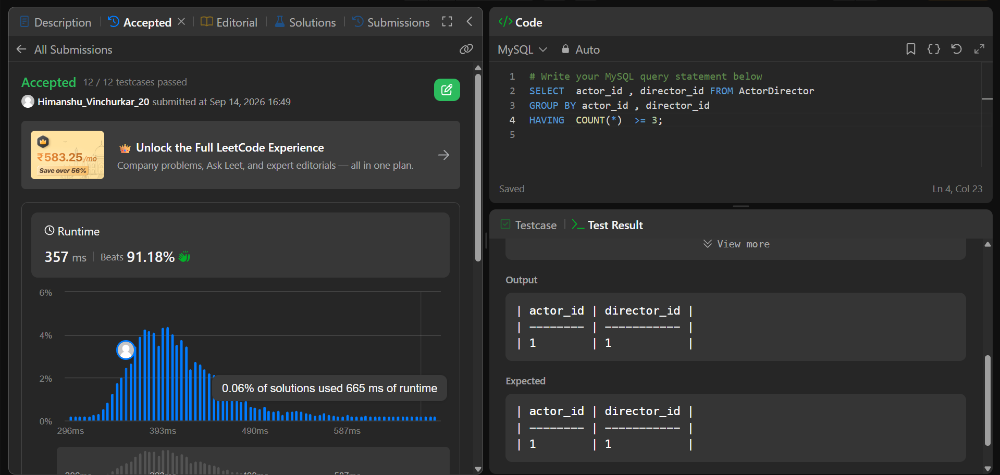 Description
Accepted
Editorial
Solutions
Submissions
All Submissions
Accepted 12 / 12 testcases passed
Himanshu_Vinchurkar_20 submitted at Sep 14, 2026 16:49
₹583.25/mo
Save over 56%
Unlock the Full LeetCode Experience
Company problems, Ask Leet, and expert editorials — all in one plan.
Runtime
357 ms
Beats 91.18%
6%
4%
2%
0%
0.06% of solutions used 665 ms of runtime
296ms
393ms
490ms
587ms
</> Code
MySQL
Auto
1 # Write your MySQL query statement below
2 SELECT  actor_id , director_id FROM ActorDirector
3 GROUP BY actor_id , director_id
4 HAVING  COUNT(*)  >= 3;
5
Saved
Ln 4, Col 23
Testcase
Test Result
View more
Output
| actor_id | director_id |
| -------- | ----------- |
| 1        | 1           |
Expected
| actor_id | director_id |
| -------- | ----------- |
| 1        | 1           |